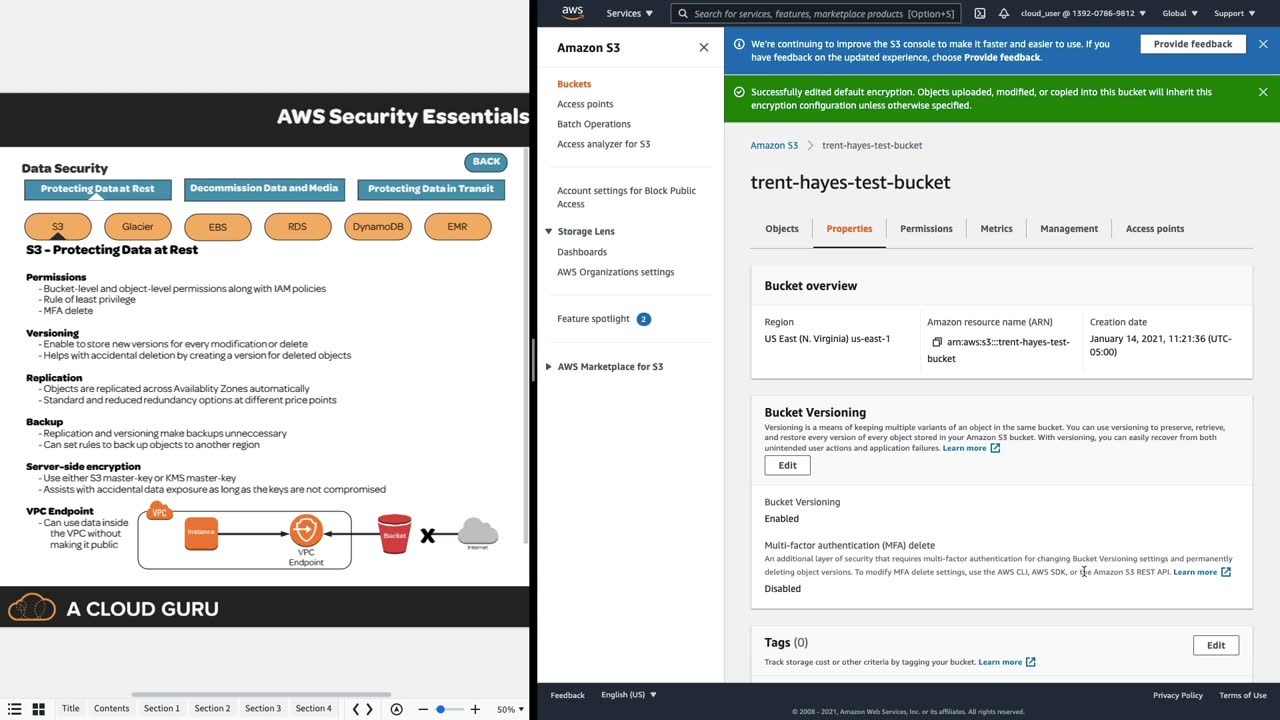 AWS Security Essentials
Data Security
BACK
Protecting Data at Rest
Decommission Data and Media
Protecting Data in Transit
S3
Glacier
EBS
RDS
DynamoDB
EMR
S3 - Protecting Data at Rest
Permissions
- Bucket-level and object-level permissions along with IAM policies
- Rule of least privilege
- MFA delete
Versioning
- Enable to store new versions for every modification or delete
- Helps with accidental deletion by creating a version for deleted objects
Replication
- Objects are replicated across Availablity Zones automatically
- Standard and reduced redundancy options at different price points
Backup
- Replication and versioning make backups unneccessary
- Can set rules to back up objects to another region
Server-side encryption
- Use either S3 master-key or KMS master-key
- Assists with accidental data exposure as long as the keys are not compromised
VPC Endpoint
- Can use data inside
the VPC without
making it public
VPC
Instance
VPC
Endpoint
Bucket
Internet
A CLOUD GURU
Title
Contents
Section 1
Section 2
Section 3
Section 4
50%
aws
Services
Search for services, features, marketplace products [Option+S]
cloud_user @ 1392-0786-9812
Global
Support
Amazon S3
Buckets
Access points
Batch Operations
Access analyzer for S3
Account settings for Block Public
Access
Storage Lens
Dashboards
AWS Organizations settings
Feature spotlight 2
AWS Marketplace for S3
We're continuing to improve the S3 console to make it faster and easier to use. If you
have feedback on the updated experience, choose Provide feedback.
Provide feedback
Successfully edited default encryption. Objects uploaded, modified, or copied into this bucket will inherit this
encryption configuration unless otherwise specified.
Amazon S3 > trent-hayes-test-bucket
trent-hayes-test-bucket
Objects
Properties
Permissions
Metrics
Management
Access points
Bucket overview
Region
US East (N. Virginia) us-east-1
Amazon resource name (ARN)
arn:aws:s3:::trent-hayes-test-
bucket
Creation date
January 14, 2021, 11:21:36 (UTC-
05:00)
Bucket Versioning
Versioning is a means of keeping multiple variants of an object in the same bucket. You can use versioning to preserve, retrieve,
and restore every version of every object stored in your Amazon S3 bucket. With versioning, you can easily recover from both
unintended user actions and application failures. Learn more
Edit
Bucket Versioning
Enabled
Multi-factor authentication (MFA) delete
An additional layer of security that requires multi-factor authentication for changing Bucket Versioning settings and permanently
deleting object versions. To modify MFA delete settings, use the AWS CLI, AWS SDK, or the Amazon S3 REST API. Learn more
Disabled
Tags (0)
Track storage cost or other criteria by tagging your bucket. Learn more
Edit
Feedback
English (US)
Privacy Policy
Terms of Use
© 2008 - 2021, Amazon Web Services, Inc. or its affiliates. All rights reserved.